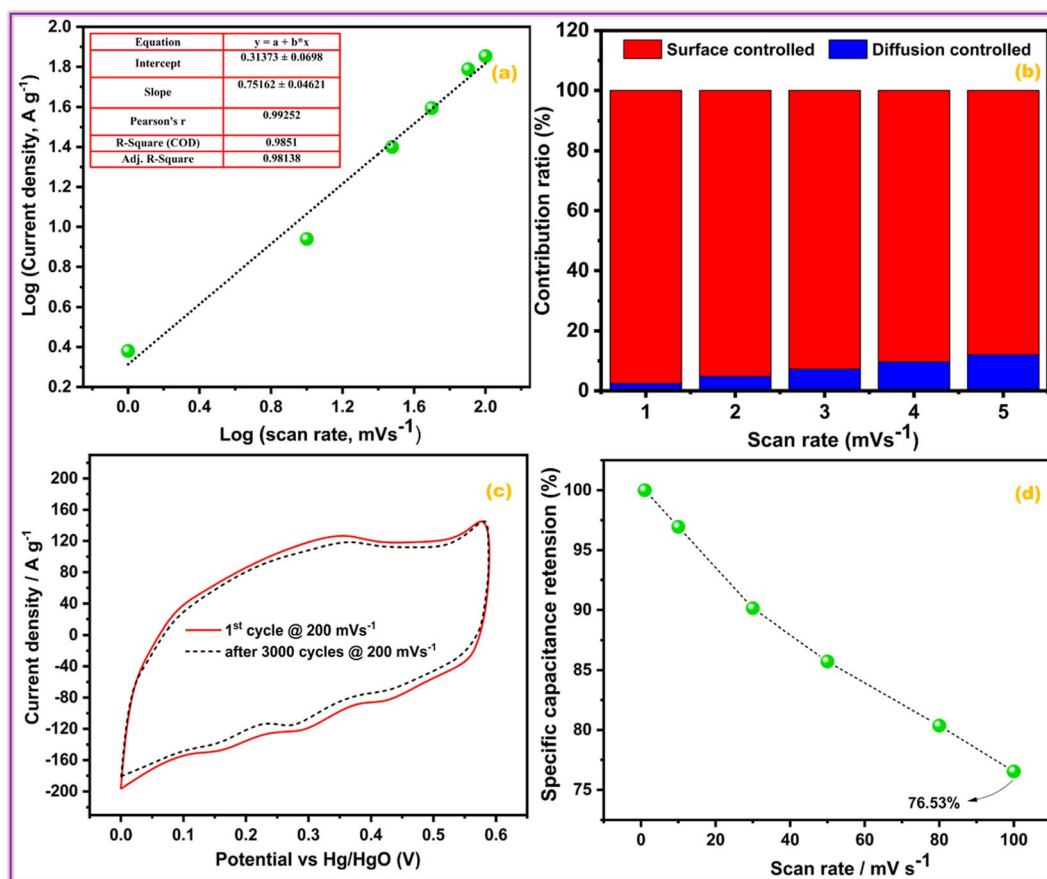 (a)
Equation y = a + b*x
Intercept 0.31373 ± 0.0698
Slope 0.75162 ± 0.04621
Pearson's r 0.99252
R-Square (COD) 0.9851
Adj. R-Square 0.98138
Log (Current density, A g⁻¹)
2.0
1.8
1.6
1.4
1.2
1.0
0.8
0.6
0.4
0.2
0.0 0.4 0.8 1.2 1.6 2.0
Log (scan rate, mVs⁻¹)
(b)
Surface controlled Diffusion controlled
Contribution ratio (%)
120
100
80
60
40
20
0
1 2 3 4 5
Scan rate (mVs⁻¹)
(c)
Current density / A g⁻¹
200
160
120
80
40
0
-40
-80
-120
-160
-200
1ˢᵗ cycle @ 200 mVs⁻¹
after 3000 cycles @ 200 mVs⁻¹
0.0 0.1 0.2 0.3 0.4 0.5 0.6
Potential vs Hg/HgO (V)
(d)
Specific capacitance retension (%)
100
95
90
85
80
75
76.53%
0 20 40 60 80 100
Scan rate / mV s⁻¹